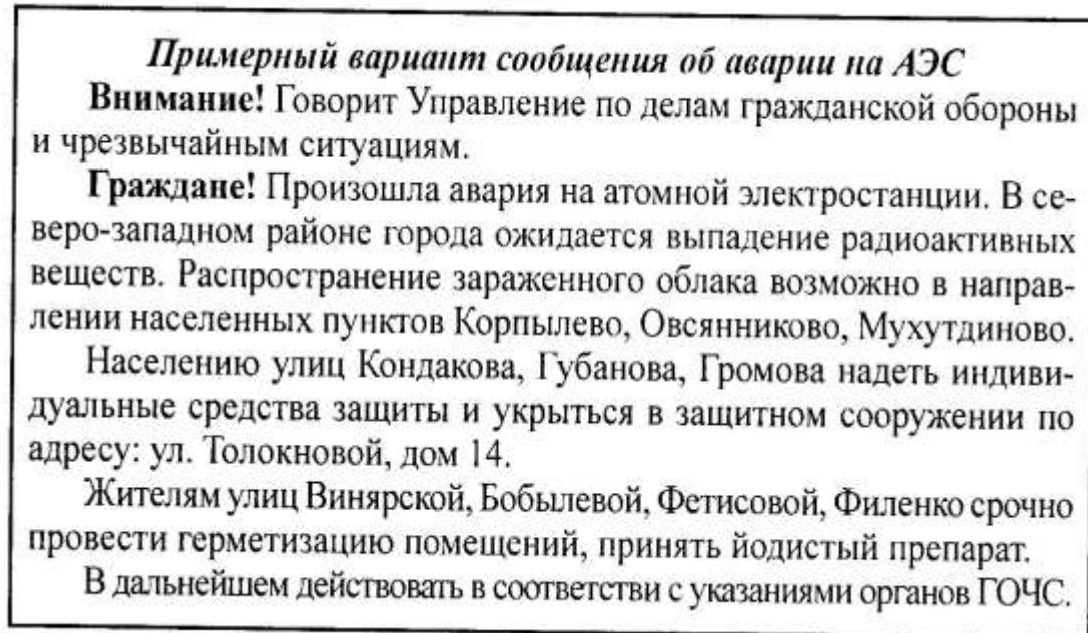 Примерный вариант сообщения об аварии на АЭС
Внимание! Говорит Управление по делам гражданской обороны
и чрезвычайным ситуациям.
Граждане! Произошла авария на атомной электростанции. В се-
веро-западном районе города ожидается выпадение радиоактивных
веществ. Распространение зараженного облака возможно в направ-
лении населенных пунктов Корпылево, Овсянниково, Мухутдиново.
Населению улиц Кондакова, Губанова, Громова надеть индиви-
дуальные средства защиты и укрыться в защитном сооружении по
адресу: ул. Толокновой, дом 14.
Жителям улиц Винярской, Бобылевой, Фетисовой, Филенко срочно
провести герметизацию помещений, принять йодистый препарат.
В дальнейшем действовать в соответстви с указаниями органов ГОЧС.